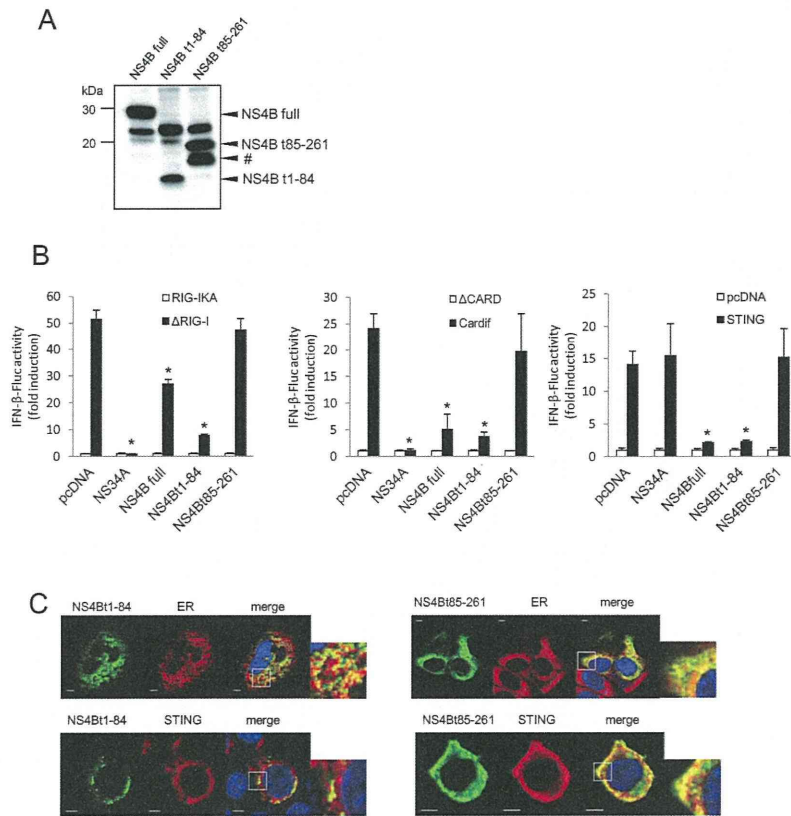 A
NS4B full
NS4B t1-84
NS4B t85-261
kDa
30
20
NS4B full
NS4B t85-261
#
NS4B t1-84
B
IFN-β-Fluc activity
(fold induction)
60
50
40
30
20
10
0
RIG-IKA
ΔRIG-I
*
*
*
pcDNA
NS34A
NS4B full
NS4Bt1-84
NS4Bt85-261
IFN-β-Fluc activity
(fold induction)
30
25
20
15
10
5
0
ΔCARD
Cardif
*
*
*
pcDNA
NS34A
NS4B full
NS4Bt1-84
NS4Bt85-261
IFN-β-Fluc activity
(fold induction)
25
20
15
10
5
0
pcDNA
STING
*
*
pcDNA
NS34A
NS4Bfull
NS4Bt1-84
NS4Bt85-261
C
NS4Bt1-84 ER merge
NS4Bt85-261 ER merge
NS4Bt1-84 STING merge
NS4Bt85-261 STING merge